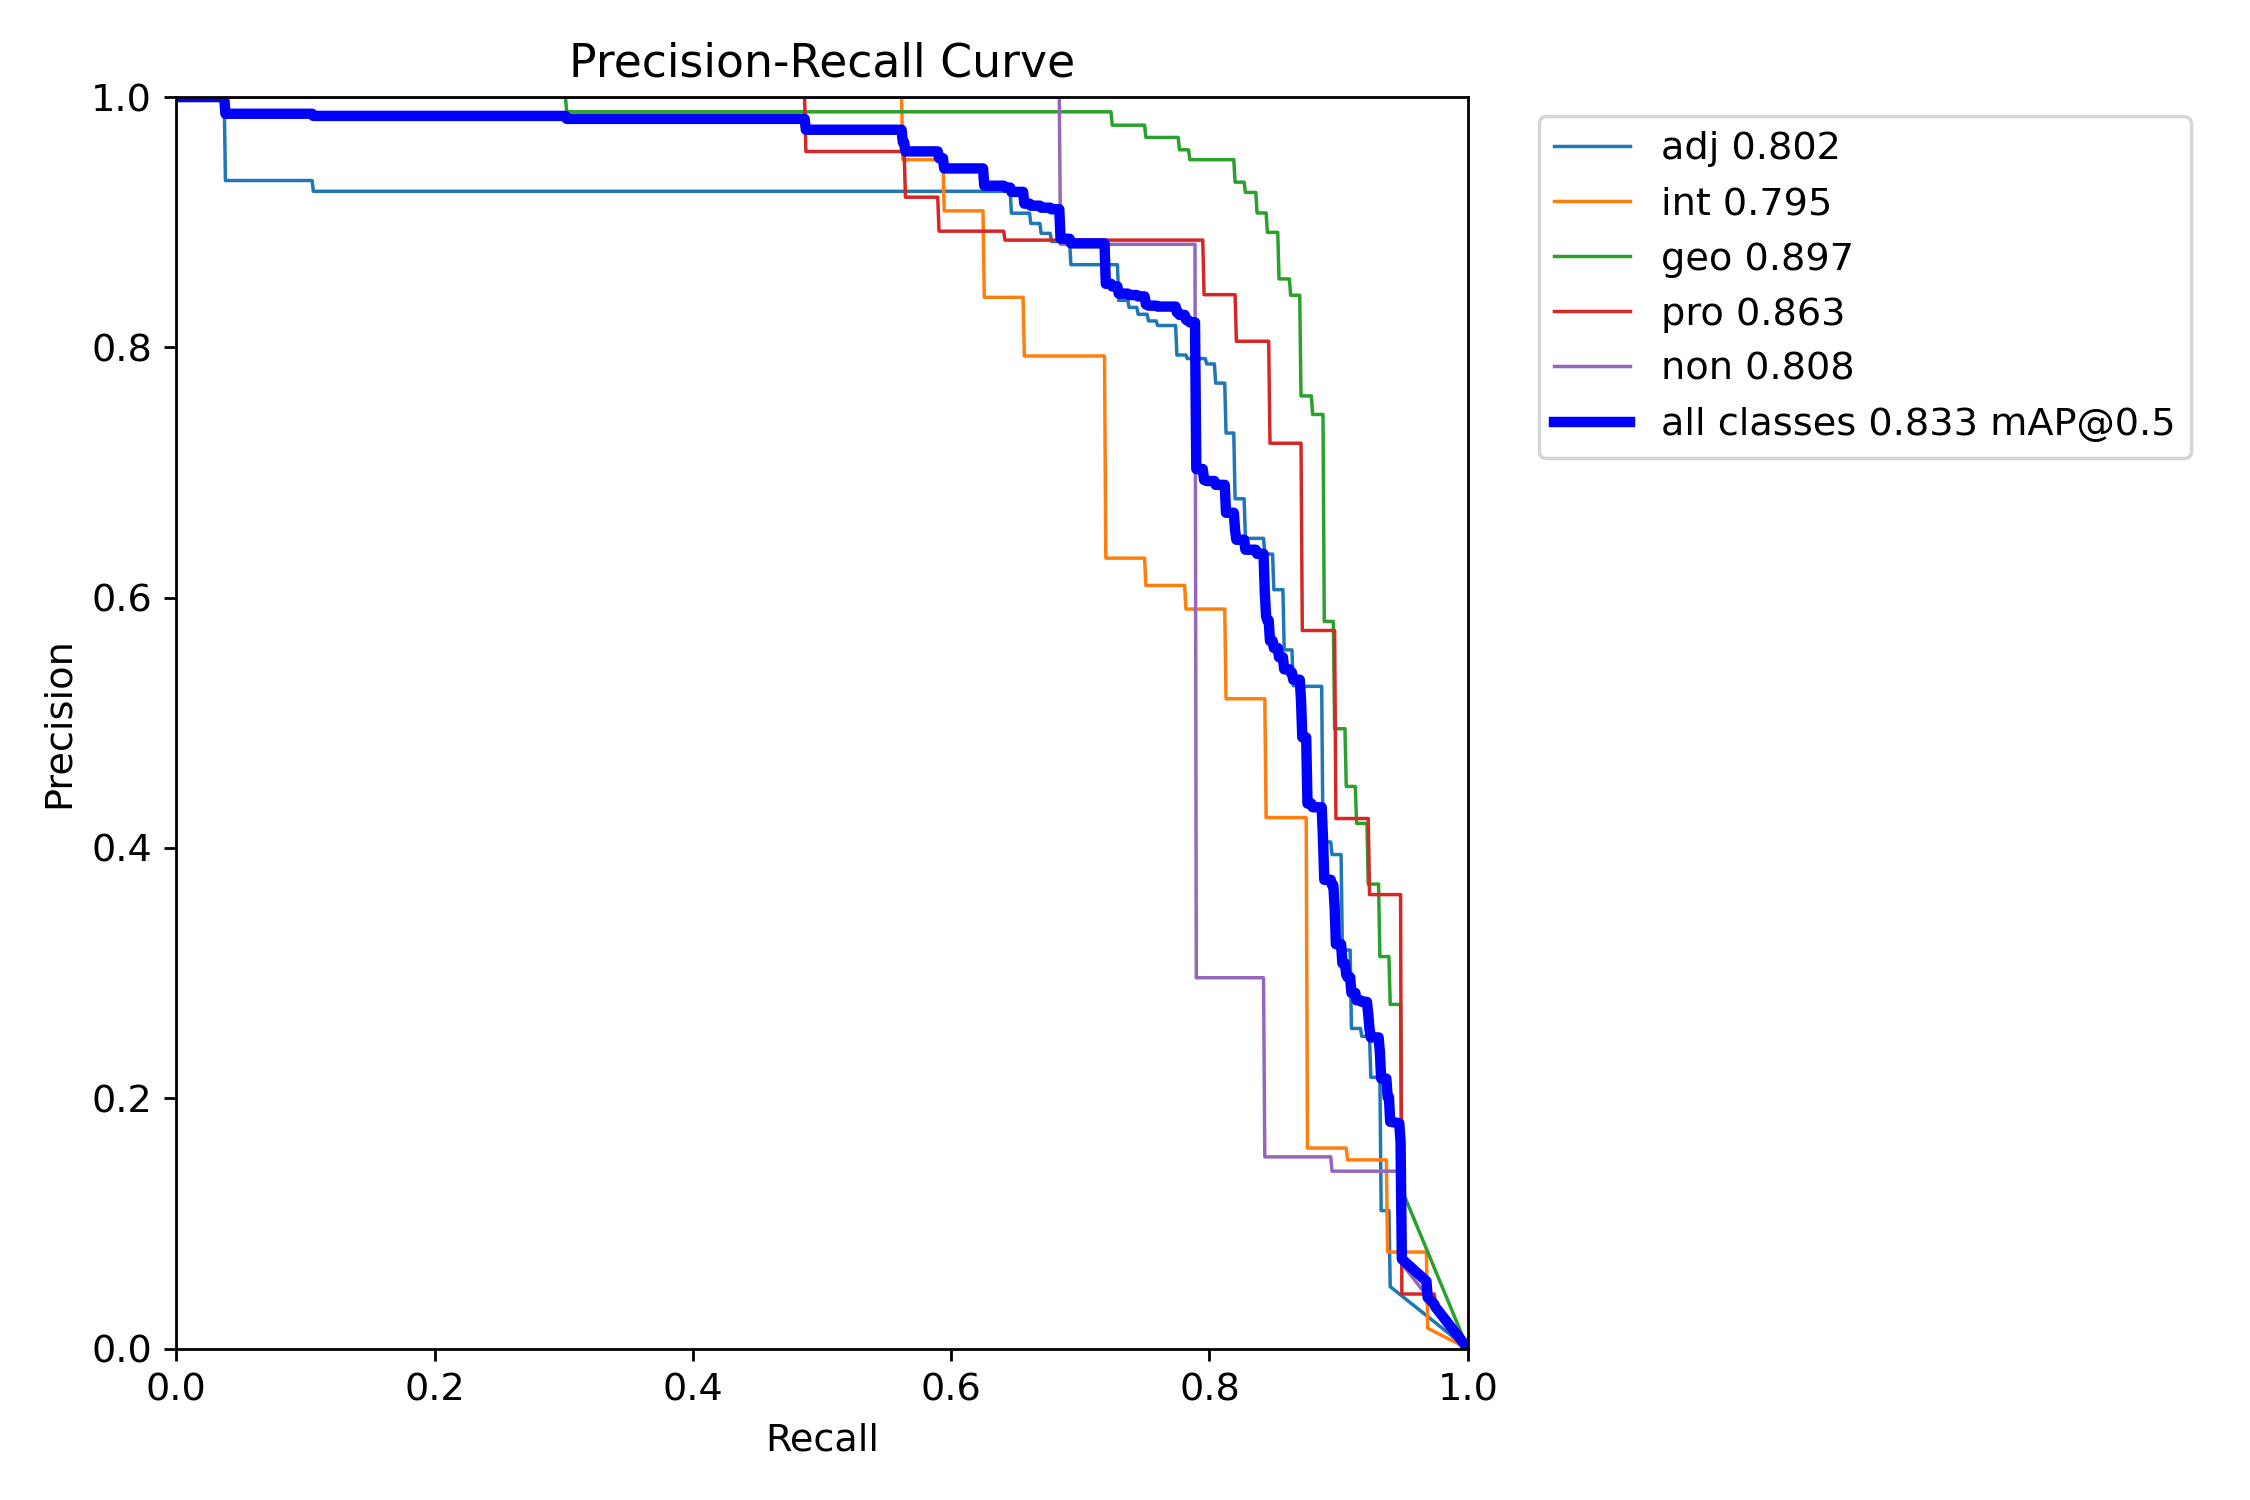 Precision-Recall Curve
1.0
0.8
0.6
0.4
0.2
0.0
Precision
0.0 0.2 0.4 0.6 0.8 1.0
Recall
adj 0.802
int 0.795
geo 0.897
pro 0.863
non 0.808
all classes 0.833 mAP@0.5